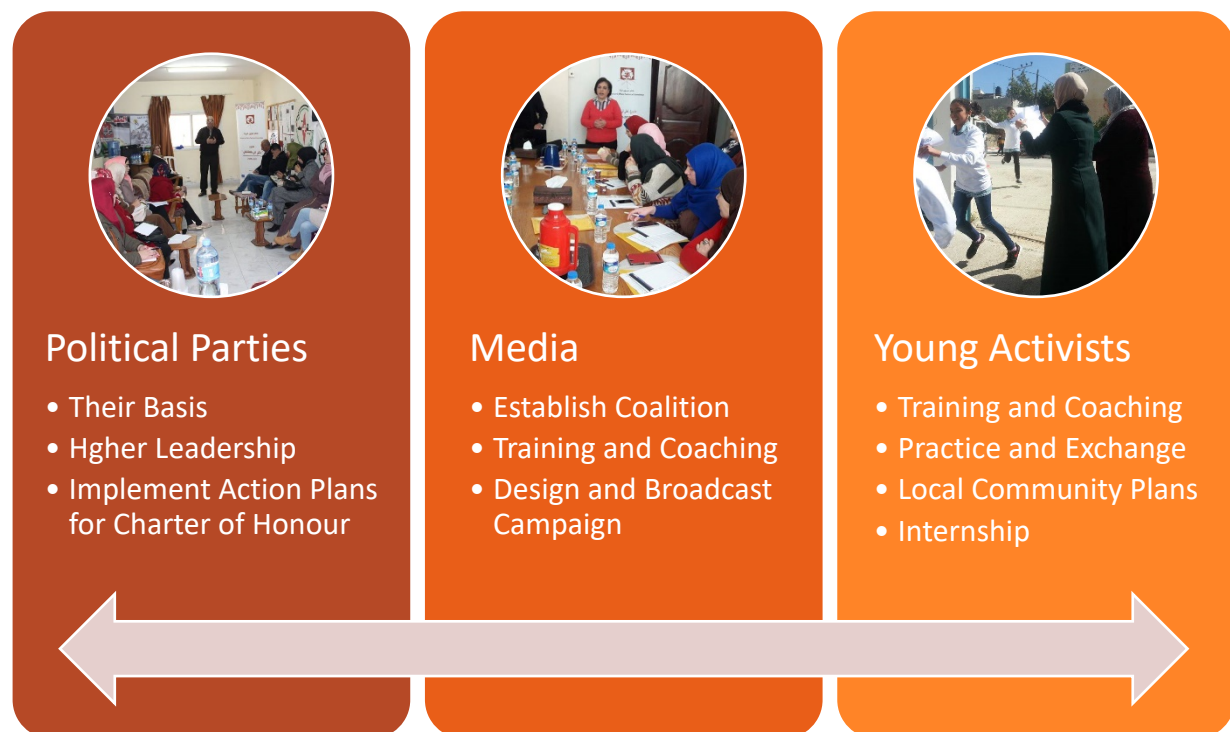 Political Parties
• Their Basis
• Hgher Leadership
• Implement Action Plans
for Charter of Honour
Media
• Establish Coalition
• Training and Coaching
• Design and Broadcast
Campaign
Young Activists
• Training and Coaching
• Practice and Exchange
• Local Community Plans
• Internship